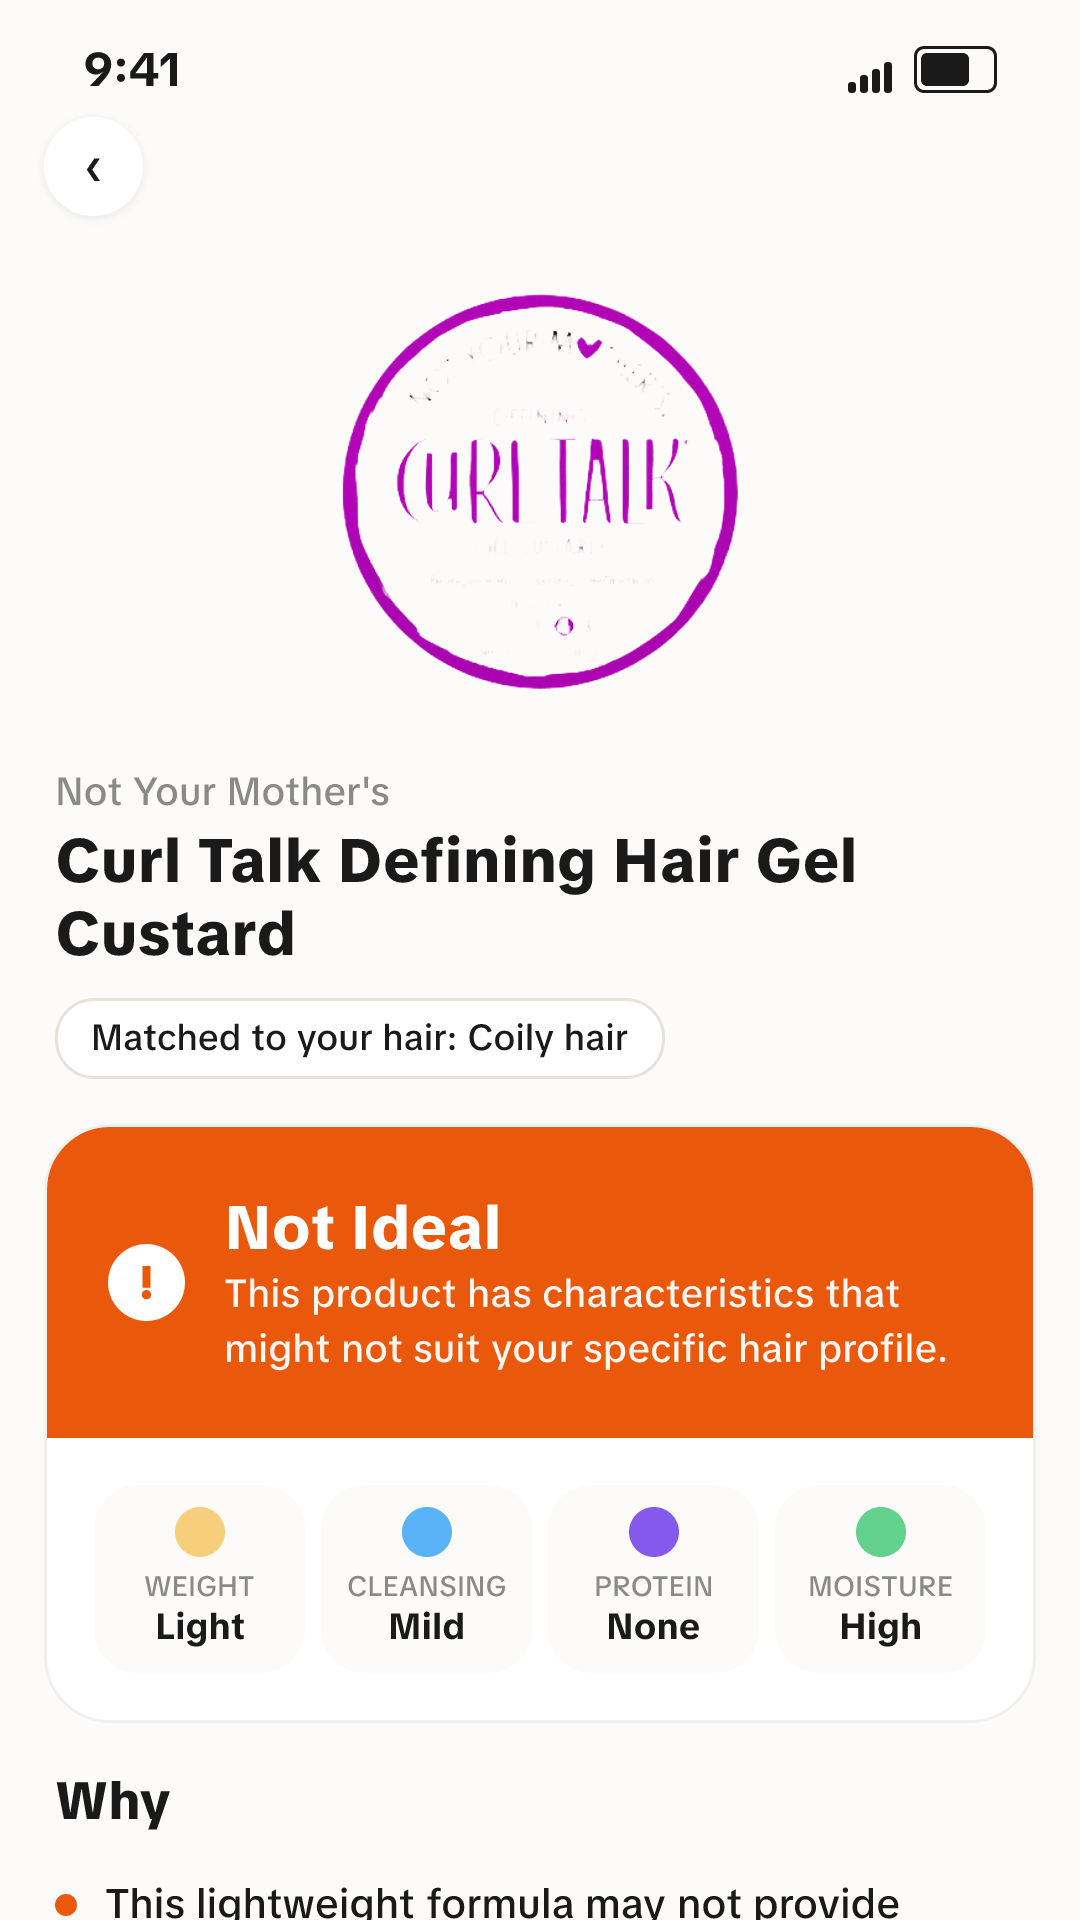 9:41
CURL TALK
Not Your Mother's
Curl Talk Defining Hair Gel
Custard
Matched to your hair: Coily hair
Not Ideal
!
This product has characteristics that
might not suit your specific hair profile.
WEIGHT
Light
CLEANSING
Mild
PROTEIN
None
MOISTURE
High
Why
This lightweight formula may not provide